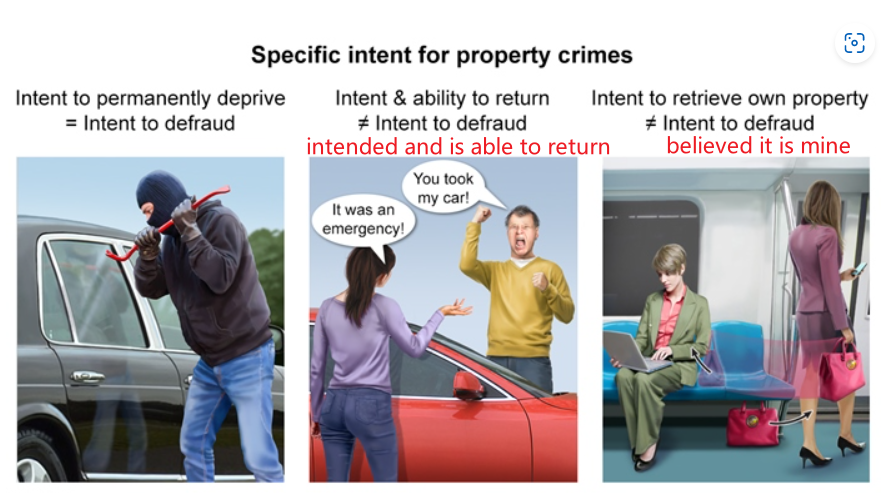 Specific intent for property crimes
Intent to permanently deprive
= Intent to defraud
Intent & ability to return
≠ Intent to defraud
intended and is able to return
Intent to retrieve own property
≠ Intent to defraud
believed it is mine
You took
my car!
It was an
emergency!